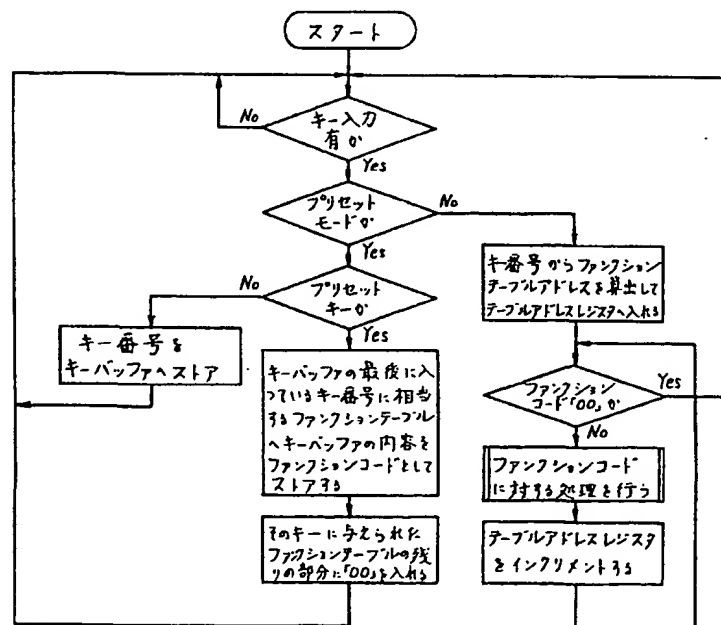 スタート
No
キー入力
有か
Yes
プリセット
モードか
No
Yes
キー番号からファンクション
テーブルアドレスを算出して
テーブルアドレスレジスタへ入れる
No
プリセット
キーか
Yes
キー番号を
キーバッファへストア
キーバッファの最後に入
っているキー番号に相当
するファンクションテーブル
へキーバッファの内容を
ファンクションコードとして
ストアする
ファンクション
コード「00」か
Yes
No
ファンクションコード
に対する処理を行う
そのキーに与えられた
ファンクションテーブルの残
りの部分に「00」を入れる
テーブルアドレスレジスタ
をインクリメントする